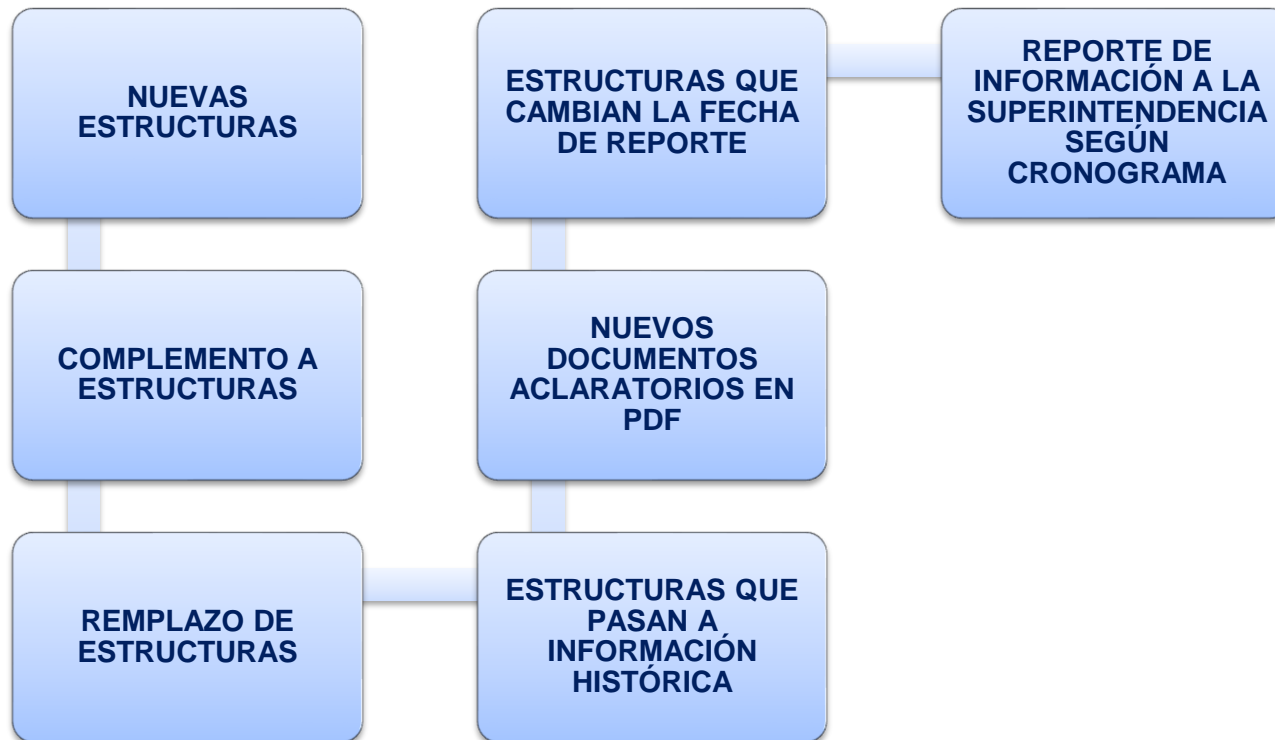 NUEVAS
ESTRUCTURAS
COMPLEMENTO A
ESTRUCTURAS
REMPLAZO DE
ESTRUCTURAS
ESTRUCTURAS QUE
PASAN A
INFORMACIÓN
HISTÓRICA
NUEVOS
DOCUMENTOS
ACLARATORIOS EN
PDF
ESTRUCTURAS QUE
CAMBIAN LA FECHA
DE REPORTE
REPORTE DE
INFORMACIÓN A LA
SUPERINTENDENCIA
SEGÚN
CRONOGRAMA